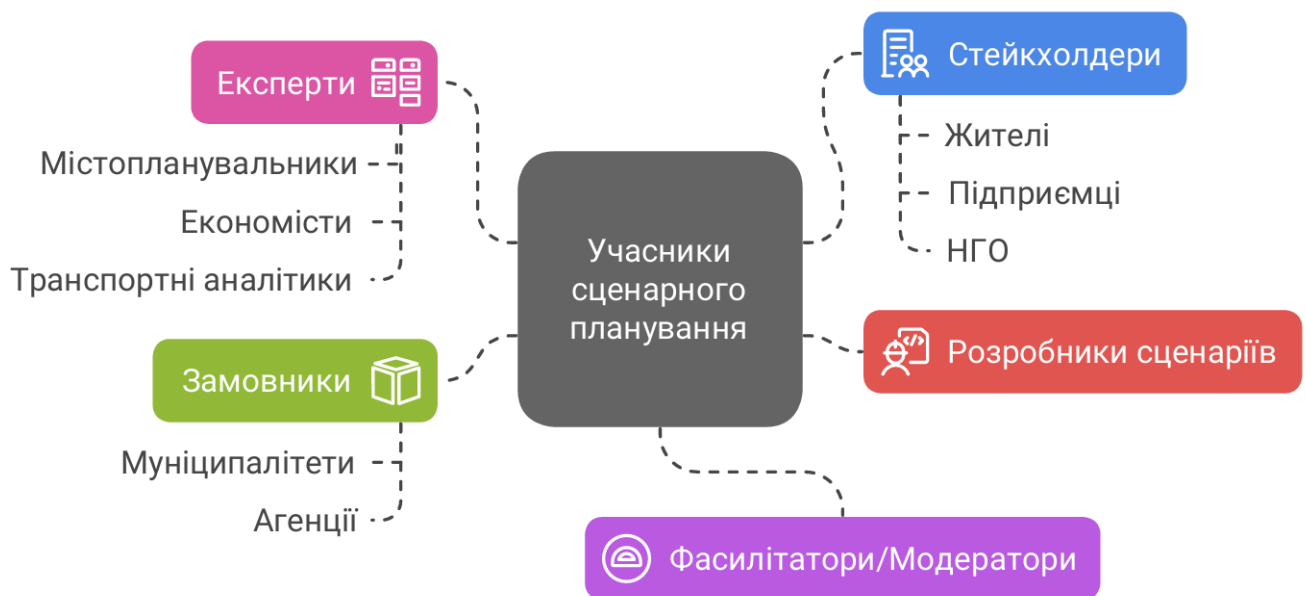 Експерти
Містопланувальники
Економісти
Транспортні аналітики
Замовники
Муніципалітети
Агенції
Учасники
сценарного
планування
Стейкхолдери
Жителі
Підприємці
НГО
Розробники сценаріїв
Фасилітатори/Модератори